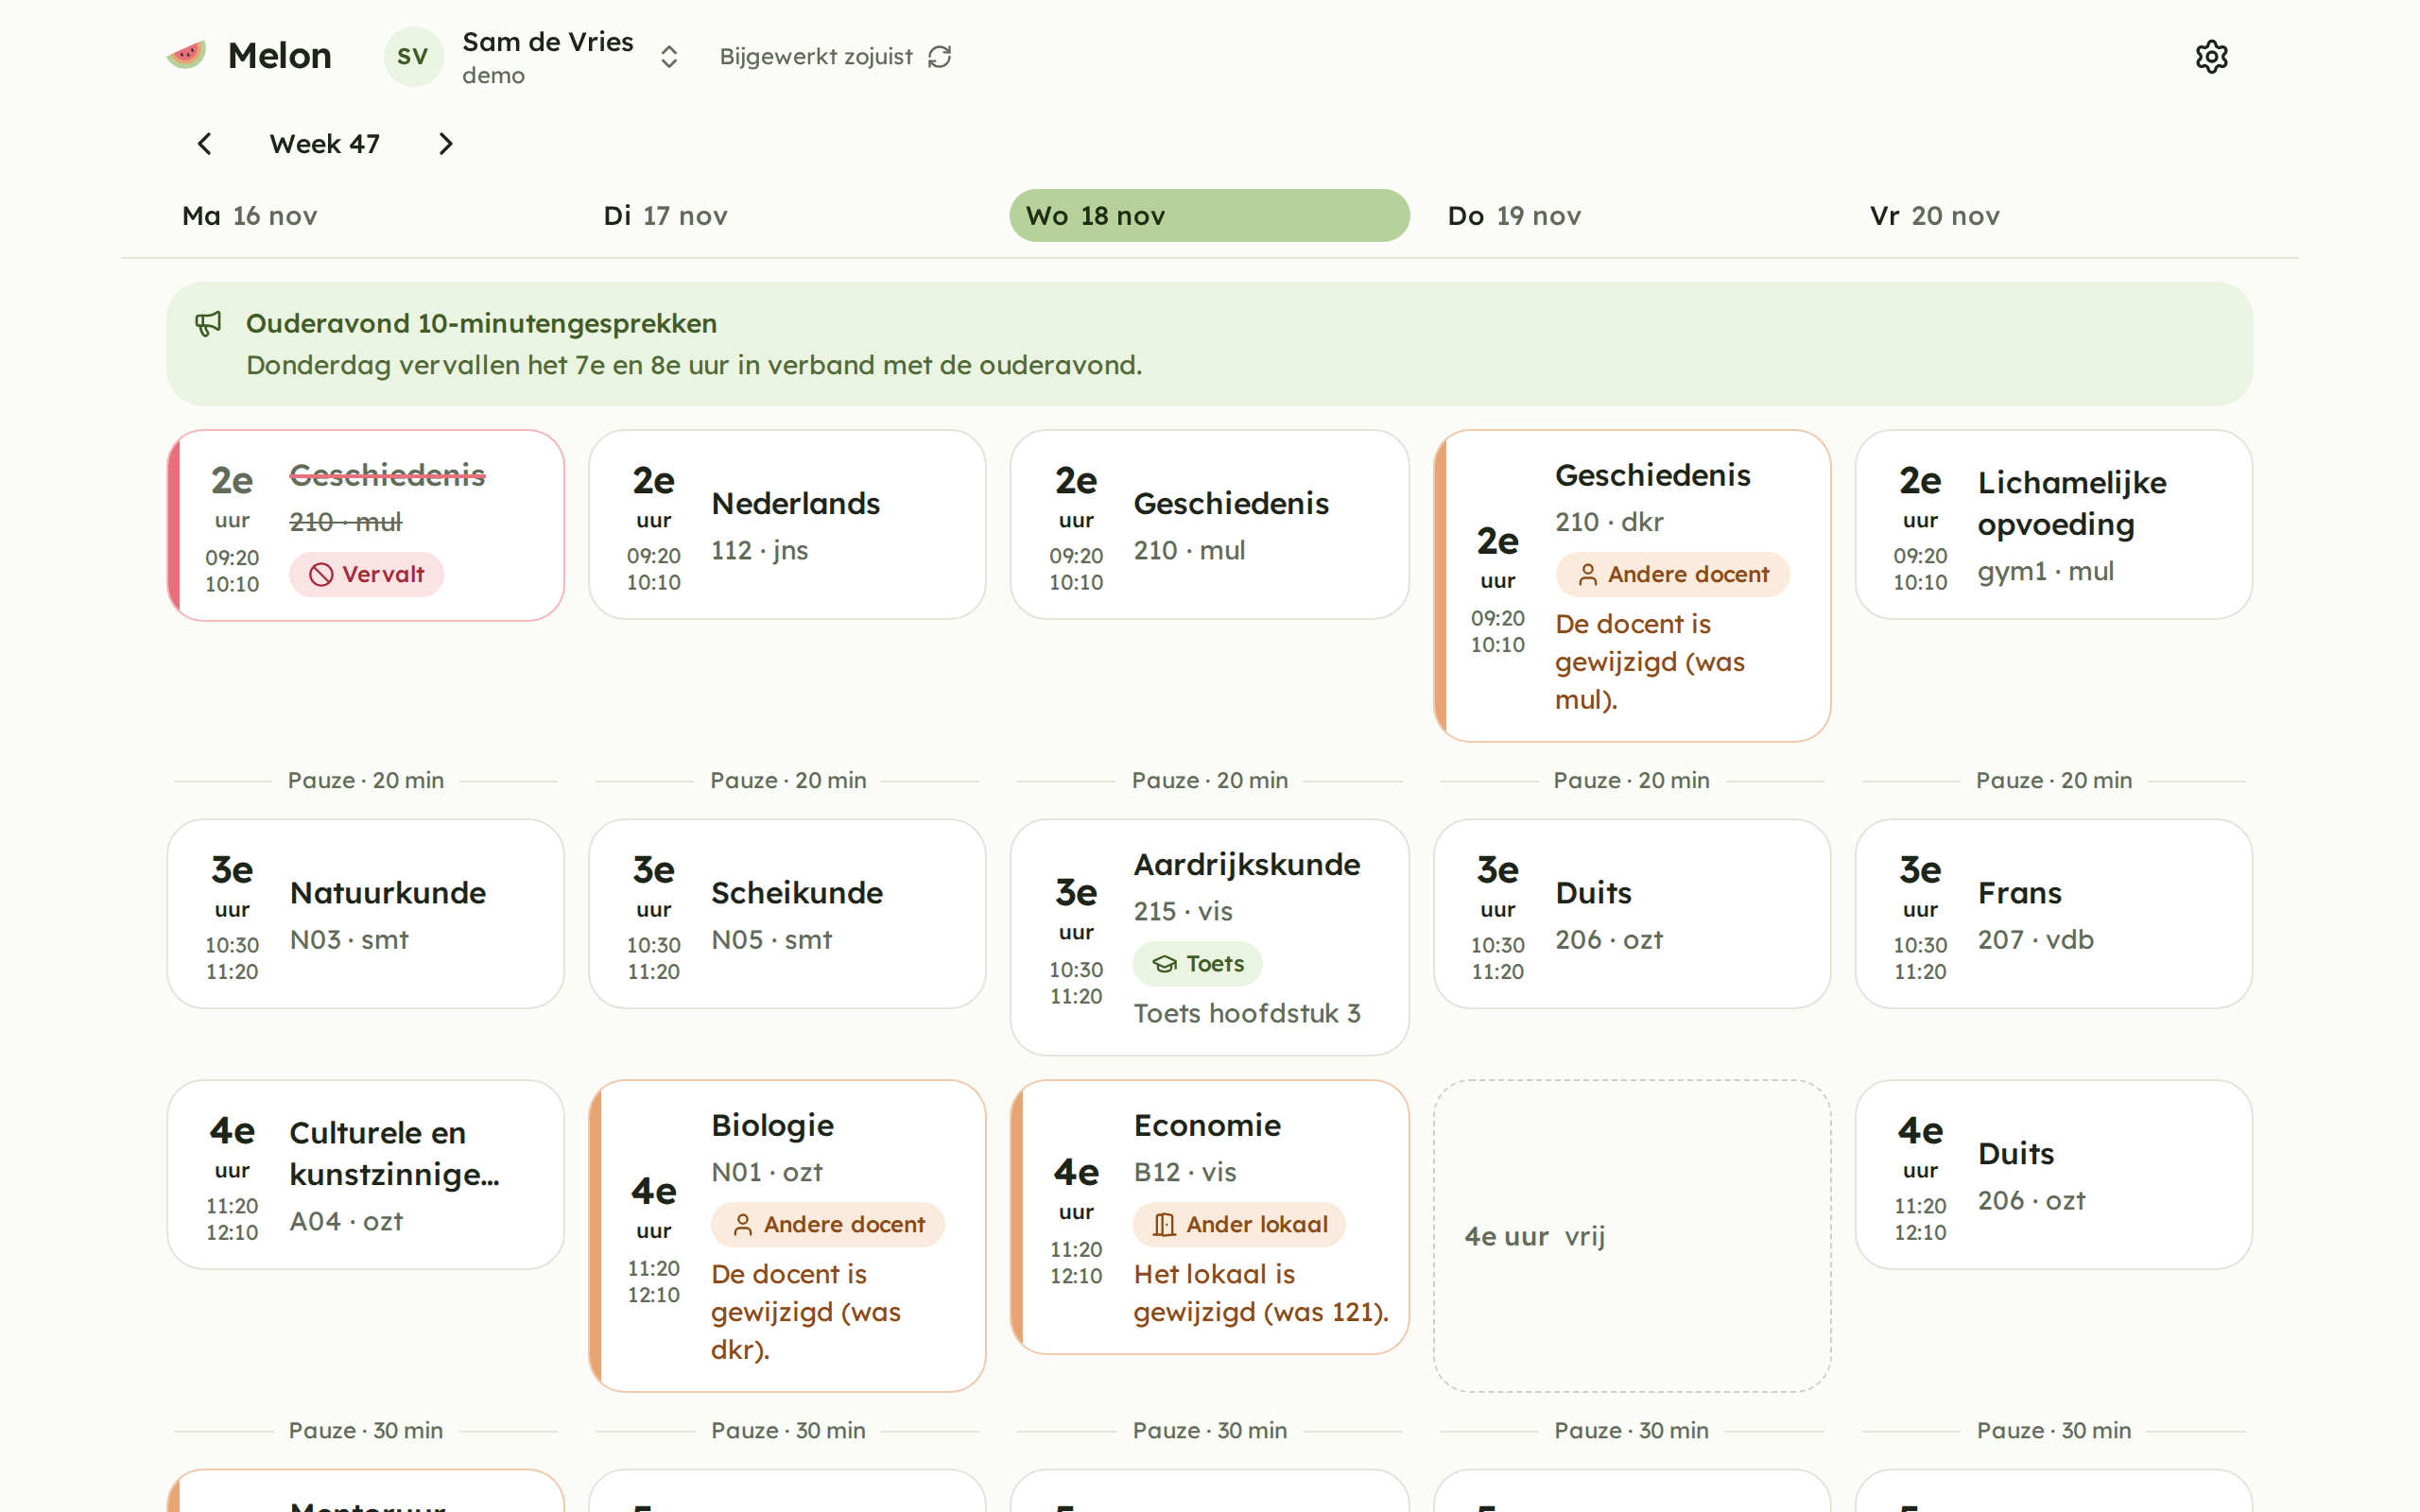 Melon
SV
Sam de Vries
demo
Bijgewerkt zojuist
Week 47
Ma 16 nov
Di 17 nov
Wo 18 nov
Do 19 nov
Vr 20 nov
Ouderavond 10-minutengesprekken
Donderdag vervallen het 7e en 8e uur in verband met de ouderavond.
2e
uur
09:20
10:10
Geschiedenis
210 · mul
Vervalt
2e
uur
09:20
10:10
Nederlands
112 · jns
2e
uur
09:20
10:10
Geschiedenis
210 · mul
2e
uur
09:20
10:10
Geschiedenis
210 · dkr
Andere docent
De docent is
gewijzigd (was
mul).
2e
uur
09:20
10:10
Lichamelijke
opvoeding
gym1 · mul
Pauze · 20 min
Pauze · 20 min
Pauze · 20 min
Pauze · 20 min
Pauze · 20 min
3e
uur
10:30
11:20
Natuurkunde
N03 · smt
3e
uur
10:30
11:20
Scheikunde
N05 · smt
3e
uur
10:30
11:20
Aardrijkskunde
215 · vis
Toets
Toets hoofdstuk 3
3e
uur
10:30
11:20
Duits
206 · ozt
3e
uur
10:30
11:20
Frans
207 · vdb
4e
uur
11:20
12:10
Culturele en
kunstzinnige...
A04 · ozt
4e
uur
11:20
12:10
Biologie
N01 · ozt
Andere docent
De docent is
gewijzigd (was
dkr).
4e
uur
11:20
12:10
Economie
B12 · vis
Ander lokaal
Het lokaal is
gewijzigd (was 121).
4e uur vrij
4e
uur
11:20
12:10
Duits
206 · ozt
Pauze · 30 min
Pauze · 30 min
Pauze · 30 min
Pauze · 30 min
Pauze · 30 min